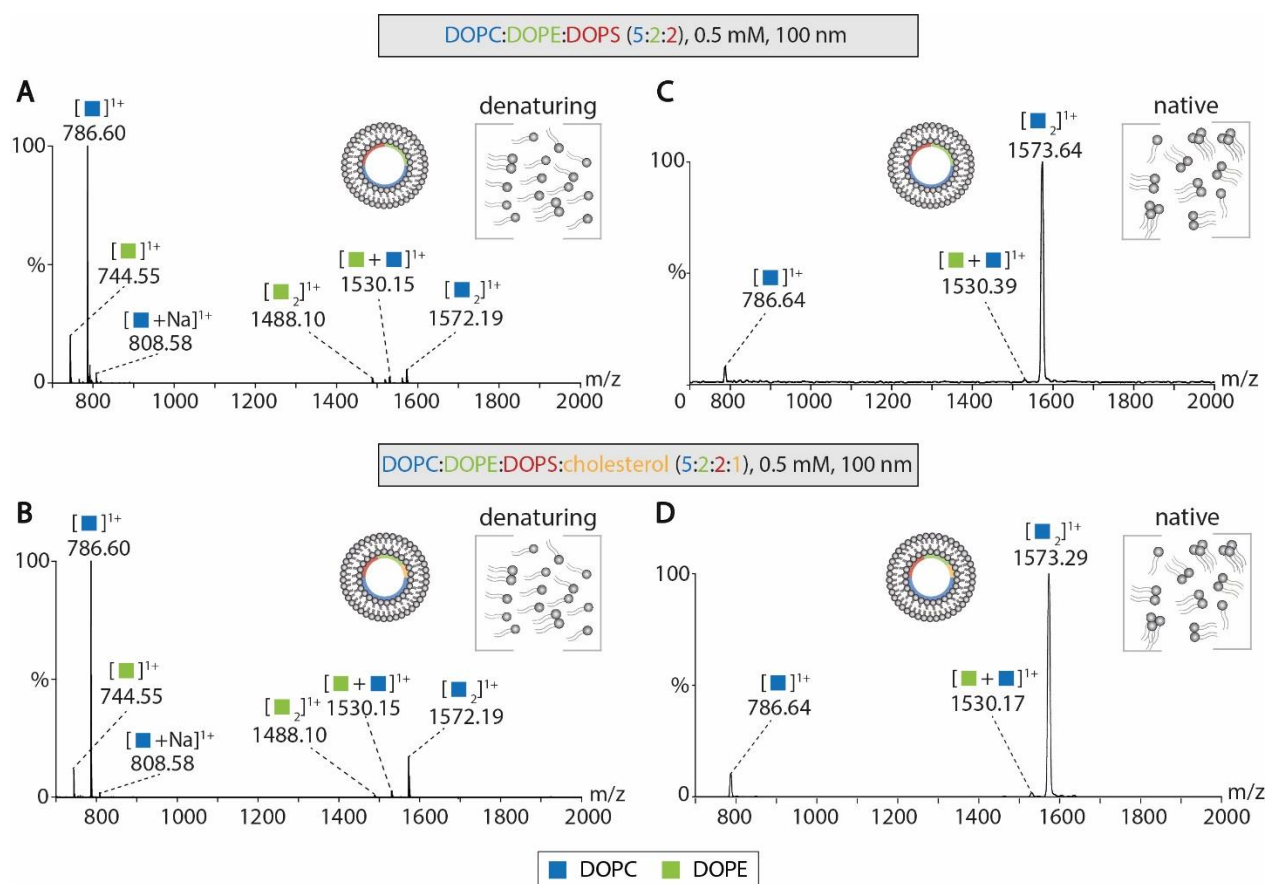 DOPC:DOPE:DOPS (5:2:2), 0.5 mM, 100 nm
A
[ ]¹⁺
786.60
denaturing
100
[ ]¹⁺
744.55
%
[ +Na]¹⁺
808.58
[ ₂]¹⁺
1488.10
[ + ]¹⁺
1530.15
[ ₂]¹⁺
1572.19
0
800 1000 1200 1400 1600 1800 2000
m/z
C
[ ₂]¹⁺
1573.64
native
100
%
[ ]¹⁺
786.64
[ + ]¹⁺
1530.39
0
0 800 1000 1200 1400 1600 1800 2000
m/z
DOPC:DOPE:DOPS:cholesterol (5:2:2:1), 0.5 mM, 100 nm
B
[ ]¹⁺
786.60
denaturing
100
[ ]¹⁺
744.55
%
[ +Na]¹⁺
808.58
[ ₂]¹⁺
1488.10
[ + ]¹⁺
1530.15
[ ₂]¹⁺
1572.19
0
800 1000 1200 1400 1600 1800 2000
m/z
D
[ ₂]¹⁺
1573.29
native
100
%
[ ]¹⁺
786.64
[ + ]¹⁺
1530.17
0
800 1000 1200 1400 1600 1800 2000
m/z
DOPC DOPE